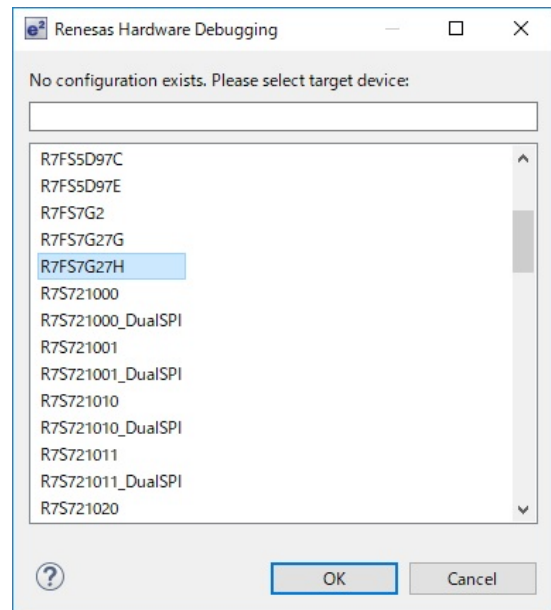 e² Renesas Hardware Debugging
No configuration exists. Please select target device:
R7FS5D97C
R7FS5D97E
R7FS7G2
R7FS7G27G
R7FS7G27H
R7S721000
R7S721000_DualSPI
R7S721001
R7S721001_DualSPI
R7S721010
R7S721010_DualSPI
R7S721011
R7S721011_DualSPI
R7S721020
?
OK
Cancel